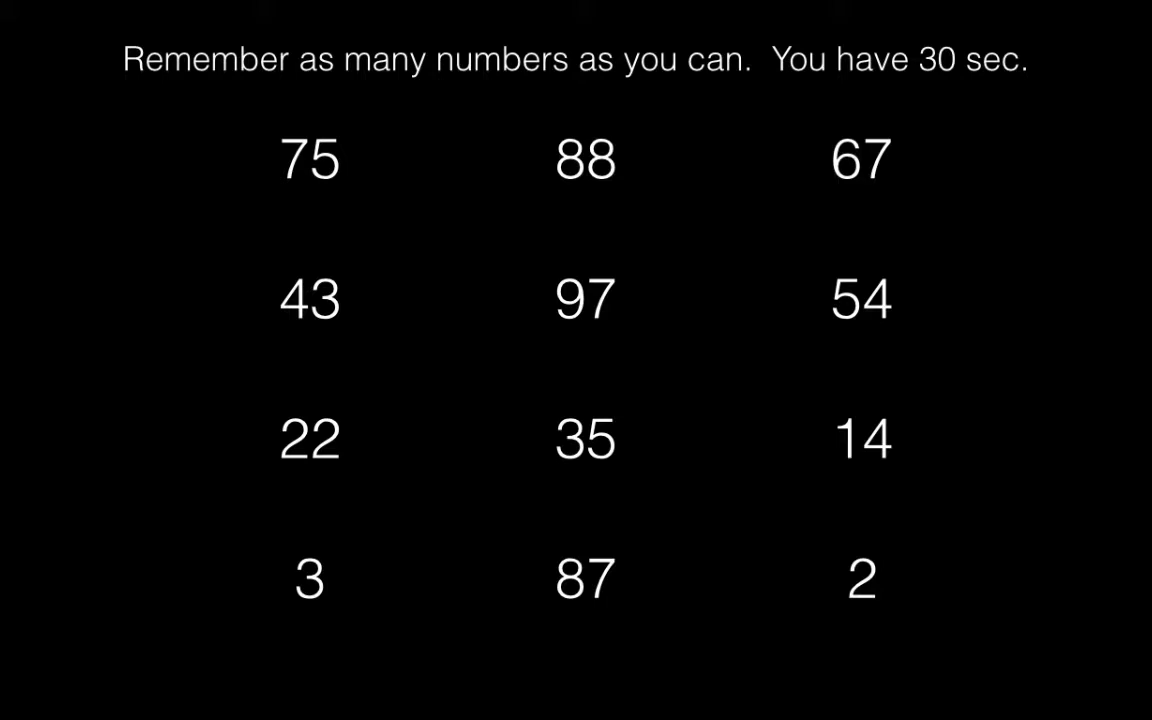 Remember as many numbers as you can.  You have 30 sec.
75 88 67
43 97 54
22 35 14
3 87 2